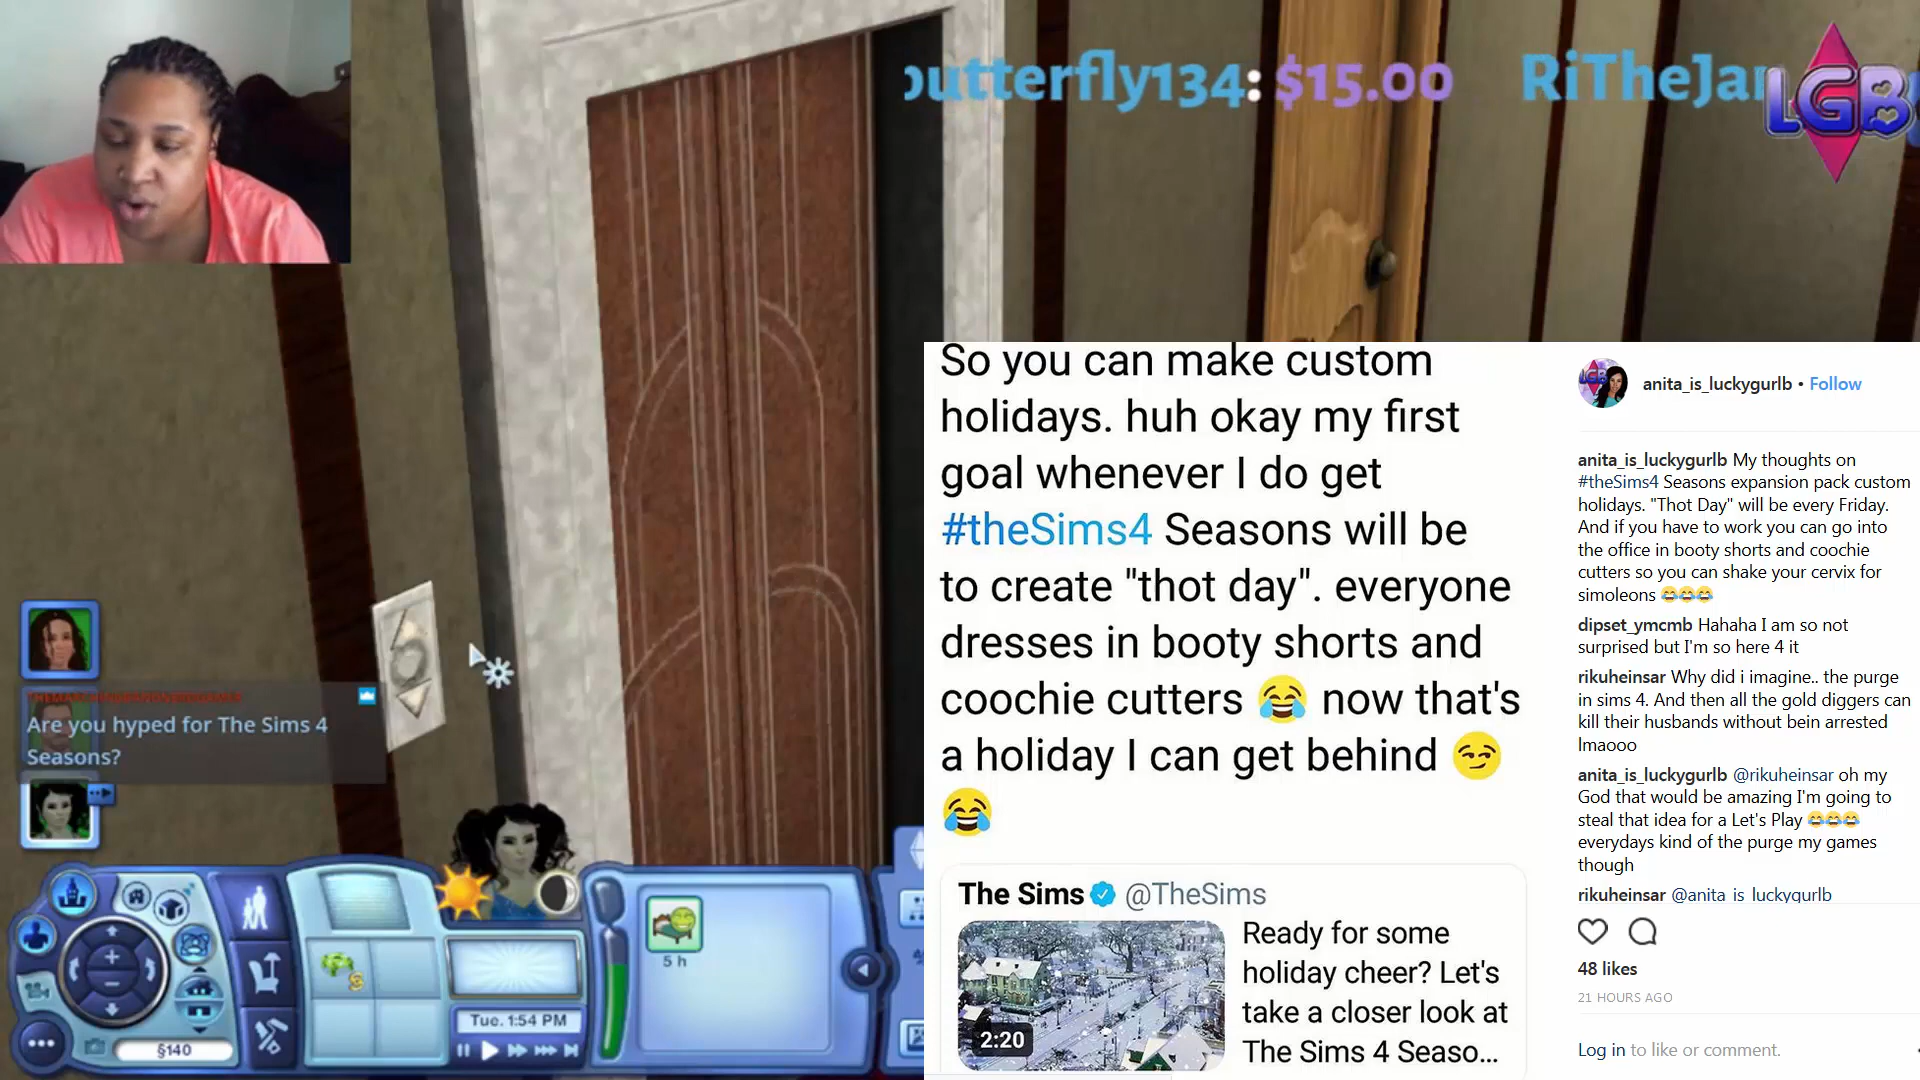 utterfly134: $15.00 RiTheJa
LGB
So you can make custom
holidays. huh okay my first
goal whenever I do get
#theSims4 Seasons will be
to create "thot day". everyone
dresses in booty shorts and
coochie cutters 😂 now that's
a holiday I can get behind 😏
😂
The Sims @TheSims
Ready for some
holiday cheer? Let's
take a closer look at
The Sims 4 Seaso...
2:20
anita_is_luckygurlb • Follow
anita_is_luckygurlb My thoughts on
#theSims4 Seasons expansion pack custom
holidays. "Thot Day" will be every Friday.
And if you have to work you can go into
the office in booty shorts and coochie
cutters so you can shake your cervix for
simoleons 😂😂😂
dipset_ymcmb Hahaha I am so not
surprised but I'm so here 4 it
rikuheinsar Why did i imagine.. the purge
in sims 4. And then all the gold diggers can
kill their husbands without bein arrested
lmaooo
anita_is_luckygurlb @rikuheinsar oh my
God that would be amazing I'm going to
steal that idea for a Let's Play 😂😂😂
everydays kind of the purge my games
though
rikuheinsar @anita_is_luckygurlb
48 likes
21 HOURS AGO
Log in to like or comment.
Are you hyped for The Sims 4
Seasons?
5 h
Tue. 1:54 PM
§140